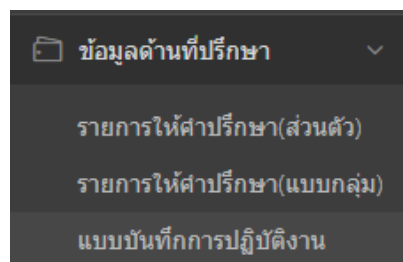 ข้อมูลด้านที่ปรึกษา
รายการให้คำปรึกษา(ส่วนตัว)
รายการให้คำปรึกษา(แบบกลุ่ม)
แบบบันทึกการปฏิบัติงาน